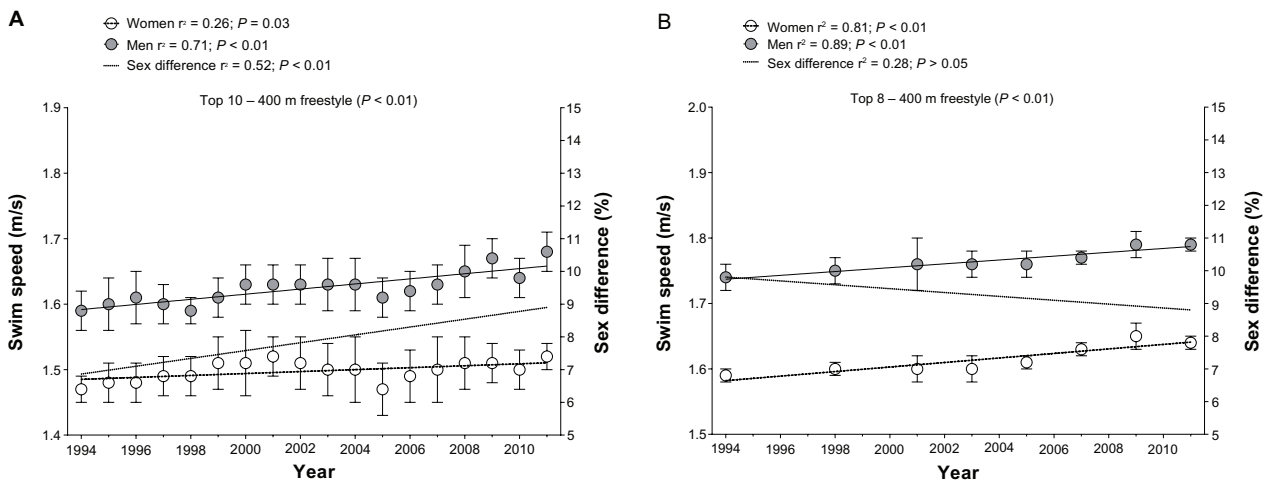 A
Women r² = 0.26; P = 0.03
Men r² = 0.71; P < 0.01
Sex difference r² = 0.52; P < 0.01
Top 10 – 400 m freestyle (P < 0.01)
1.9
1.8
1.7
1.6
1.5
1.4
Swim speed (m/s)
15
14
13
12
11
10
9
8
7
6
5
Sex difference (%)
1994 1996 1998 2000 2002 2004 2006 2008 2010
Year
B
Women r² = 0.81; P < 0.01
Men r² = 0.89; P < 0.01
Sex difference r² = 0.28; P > 0.05
Top 8 – 400 m freestyle (P < 0.01)
2.0
1.9
1.8
1.7
1.6
1.5
Swim speed (m/s)
15
14
13
12
11
10
9
8
7
6
5
Sex difference (%)
1994 1996 1998 2000 2002 2004 2006 2008 2010
Year